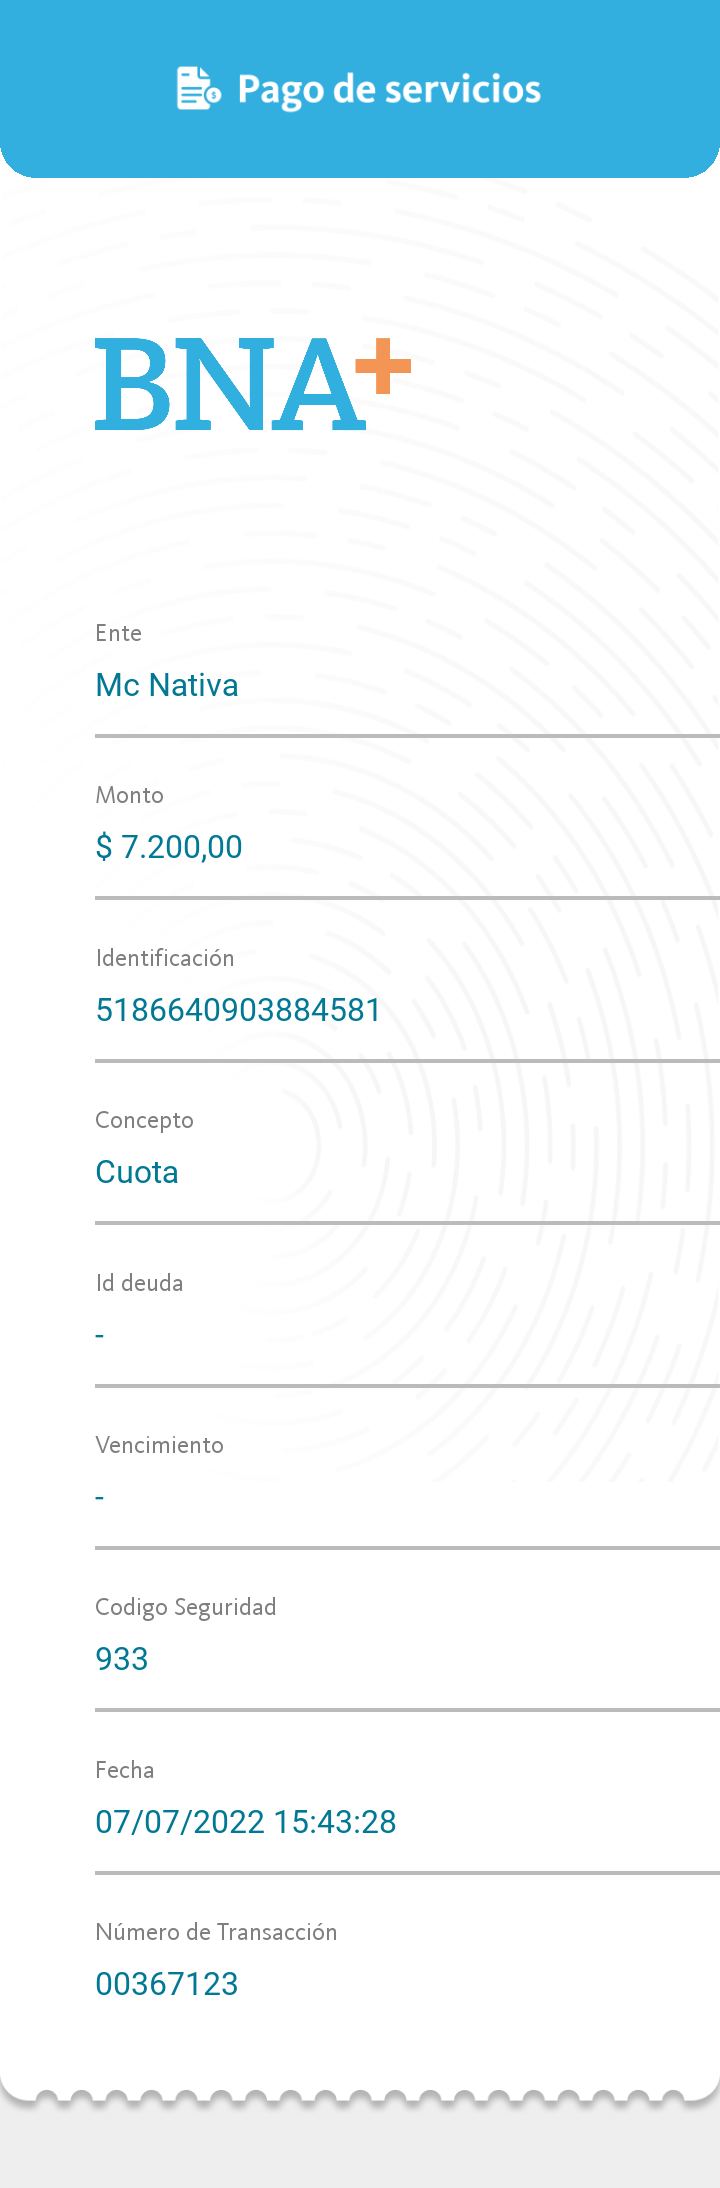 Pago de servicios
BNA+
Ente
Mc Nativa
Monto
$ 7.200,00
Identificación
5186640903884581
Concepto
Cuota
Id deuda
-
Vencimiento
-
Codigo Seguridad
933
Fecha
07/07/2022 15:43:28
Número de Transacción
00367123